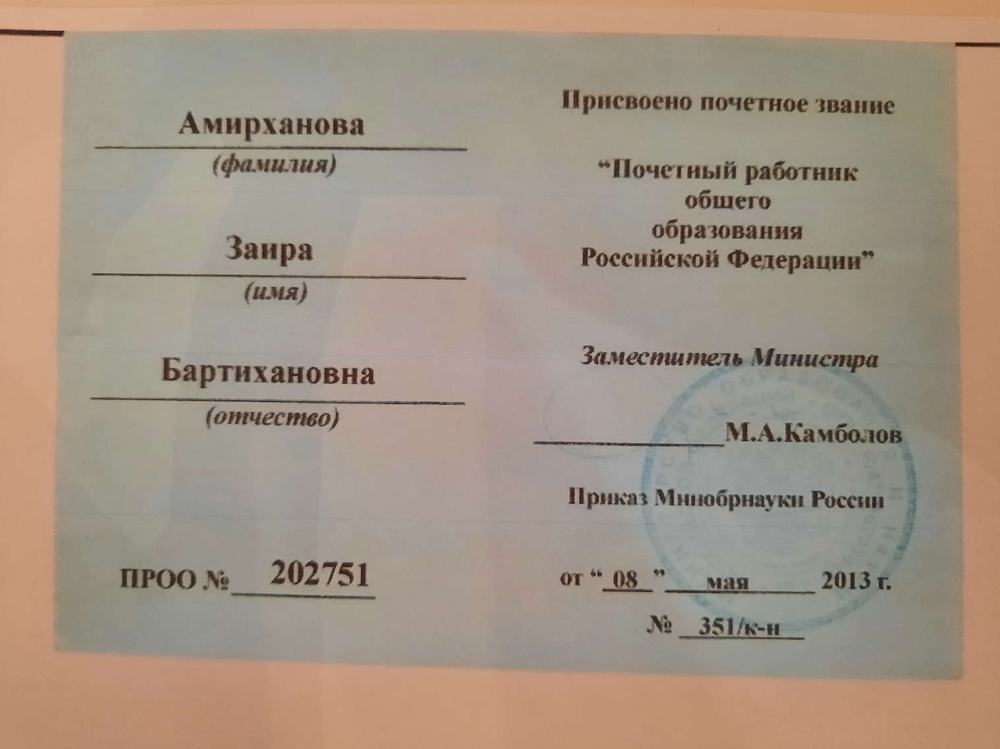 Амирханова
(фамилия)
Заира
(имя)
Бартихановна
(отчество)
ПРОО № 202751
Присвоено почетное звание
“Почетный работник
общего
образования
Российской Федерации”
Заместитель Министра
М.А.Камболов
Приказ Минобрнауки России
от “ 08 ” мая 2013 г.
№ 351/к-н